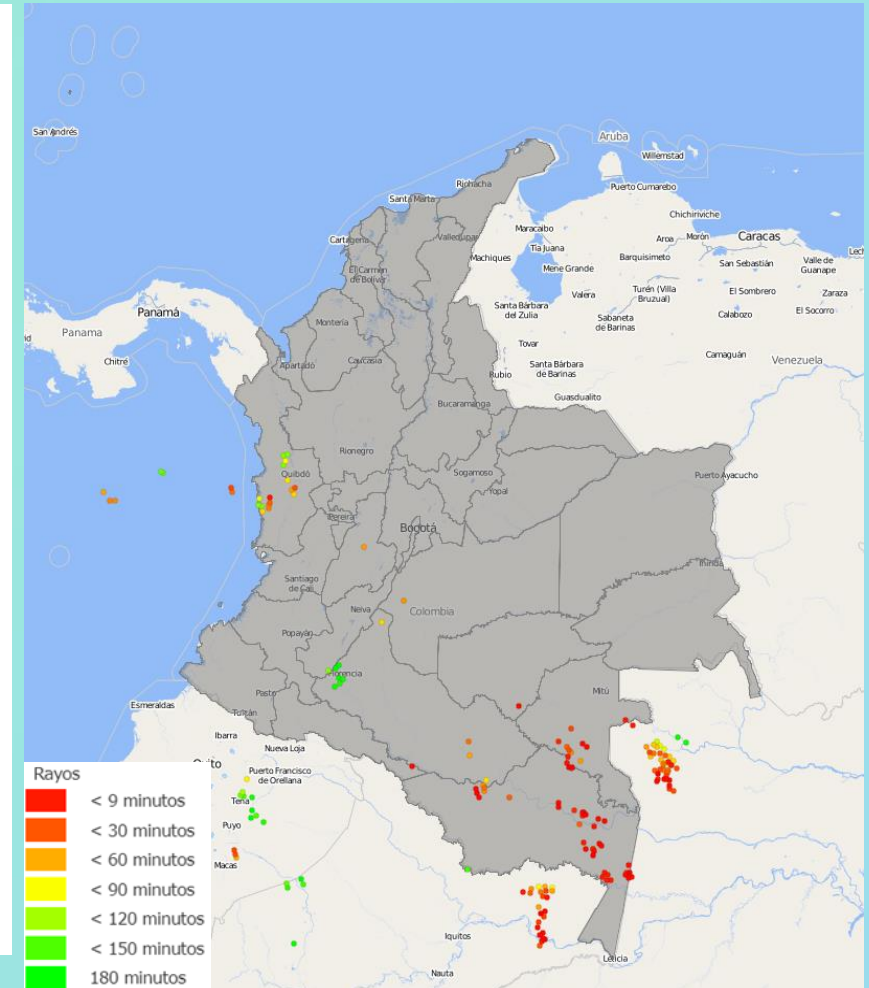 San Andrés
Aruba
Willemstad
Riohacha
Puerto Cumarebo
Santa Marta
Chichiriviche
Maracaibo
Cartagena
Valledupar
Aroa
Morón
Caracas
Tía Juana
Machiques
Barquisimeto
San Sebastián
Valle de
Guanape
Mene Grande
El Carmen
de Bolívar
Valera
Turén (Villa
Bruzual)
El Sombrero
Zaraza
Santa Bárbara
del Zulia
Sabaneta
de Barinas
Calabozo
El Socorro
Panamá
Panama
Montería
Tovar
Camaguán
Venezuela
Chitré
Apartadó
Caucasia
Santa Bárbara
de Barinas
Rubio
Guasdualito
Bucaramanga
Rionegro
Quibdó
Sogamoso
Puerto Ayacucho
Yopal
Pereira
Bogotá
Inírida
Santiago
de Cali
Neiva
Colombia
Popayán
Florencia
Mitú
Pasto
Esmeraldas
Tulcán
Ibarra
Nueva Loja
Quito
Puerto Francisco
de Orellana
Tena
Puyo
Macas
Iquitos
Leticia
Nauta
Rayos
< 9 minutos
< 30 minutos
< 60 minutos
< 90 minutos
< 120 minutos
< 150 minutos
180 minutos